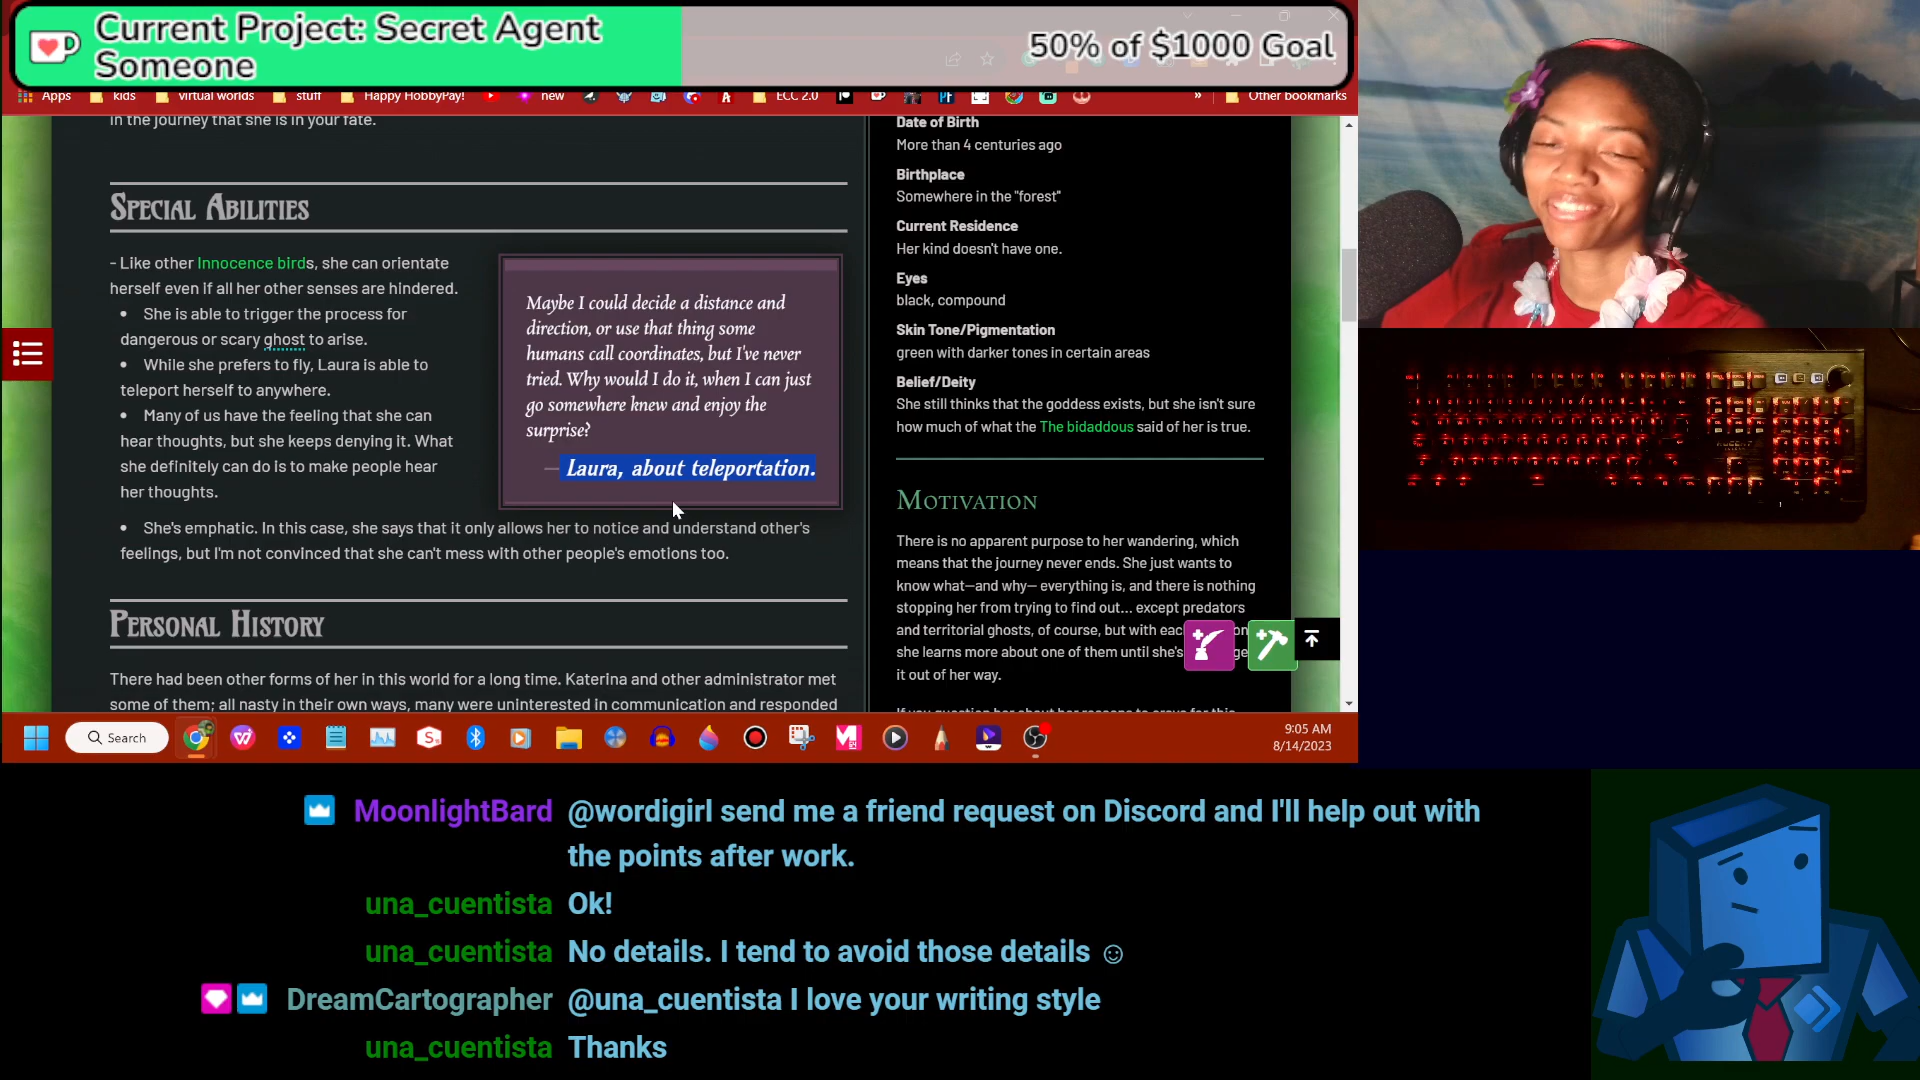 Current Project: Secret Agent
Someone
50% of $1000 Goal
Apps
kids
virtual worlds
stuff
Happy HobbyPay!
new
ECC 2.0
»
Other bookmarks
in the journey that she is in your fate.
Special Abilities
- Like other Innocence birds, she can orientate
herself even if all her other senses are hindered.
• She is able to trigger the process for
dangerous or scary ghost to arise.
• While she prefers to fly, Laura is able to
teleport herself to anywhere.
• Many of us have the feeling that she can
hear thoughts, but she keeps denying it. What
she definitely can do is to make people hear
her thoughts.
Maybe I could decide a distance and
direction, or use that thing some
humans call coordinates, but I've never
tried. Why would I do it, when I can just
go somewhere knew and enjoy the
surprise?
— Laura, about teleportation.
• She's emphatic. In this case, she says that it only allows her to notice and understand other's
feelings, but I'm not convinced that she can't mess with other people's emotions too.
Personal History
There had been other forms of her in this world for a long time. Katerina and other administrator met
some of them; all nasty in their own ways, many were uninterested in communication and responded
Date of Birth
More than 4 centuries ago
Birthplace
Somewhere in the "forest"
Current Residence
Her kind doesn't have one.
Eyes
black, compound
Skin Tone/Pigmentation
green with darker tones in certain areas
Belief/Deity
She still thinks that the goddess exists, but she isn't sure
how much of what the The bidaddous said of her is true.
Motivation
There is no apparent purpose to her wandering, which
means that the journey never ends. She just wants to
know what—and why— everything is, and there is nothing
stopping her from trying to find out... except predators
and territorial ghosts, of course, but with
she learns more about one of them until she's
it out of her way.
Search
9:05 AM
8/14/2023
MoonlightBard @wordigirl send me a friend request on Discord and I'll help out with
the points after work.
una_cuentista Ok!
una_cuentista No details. I tend to avoid those details ☺
DreamCartographer @una_cuentista I love your writing style
una_cuentista Thanks